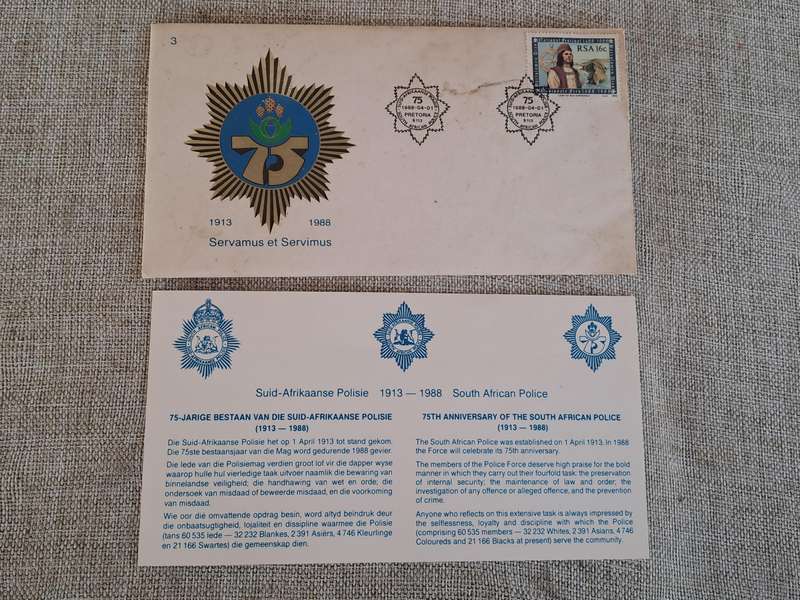 3
RSA 16c
75
1988-04-01
PRETORIA
75
1988-04-01
PRETORIA
75
1913 1988
Servamus et Servimus
Suid-Afrikaanse Polisie 1913 — 1988 South African Police
75-JARIGE BESTAAN VAN DIE SUID-AFRIKAANSE POLISIE
(1913 — 1988)
Die Suid-Afrikaanse Polisie het op 1 April 1913 tot stand gekom.
Die 75ste bestaansjaar van die Mag word gedurende 1988 gevier.
Die lede van die Polisiemag verdien groot lof vir die dapper wyse
waarop hulle hul vierledige taak uitvoer naamlik die bewaring van
binnelandse veiligheid; die handhawing van wet en orde; die
ondersoek van misdaad of beweerde misdaad, en die voorkoming
van misdaad.
Wie oor die omvattende opdrag besin, word altyd beïndruk deur
die onbaatsugtigheid, lojaliteit en dissipline waarmee die Polisie
(tans 60 535 lede — 32 232 Blankes, 2 391 Asiërs, 4 746 Kleurlinge
en 21 166 Swartes) die gemeenskap dien.
75TH ANNIVERSARY OF THE SOUTH AFRICAN POLICE
(1913 — 1988)
The South African Police was established on 1 April 1913. In 1988
the Force will celebrate its 75th anniversary.
The members of the Police Force deserve high praise for the bold
manner in which they carry out their fourfold task: the preservation
of internal security; the maintenance of law and order; the
investigation of any offence or alleged offence, and the prevention
of crime.
Anyone who reflects on this extensive task is always impressed by
the selflessness, loyalty and discipline with which the Police
(comprising 60 535 members — 32 232 Whites, 2 391 Asians, 4 746
Coloureds and 21 166 Blacks at present) serve the community.